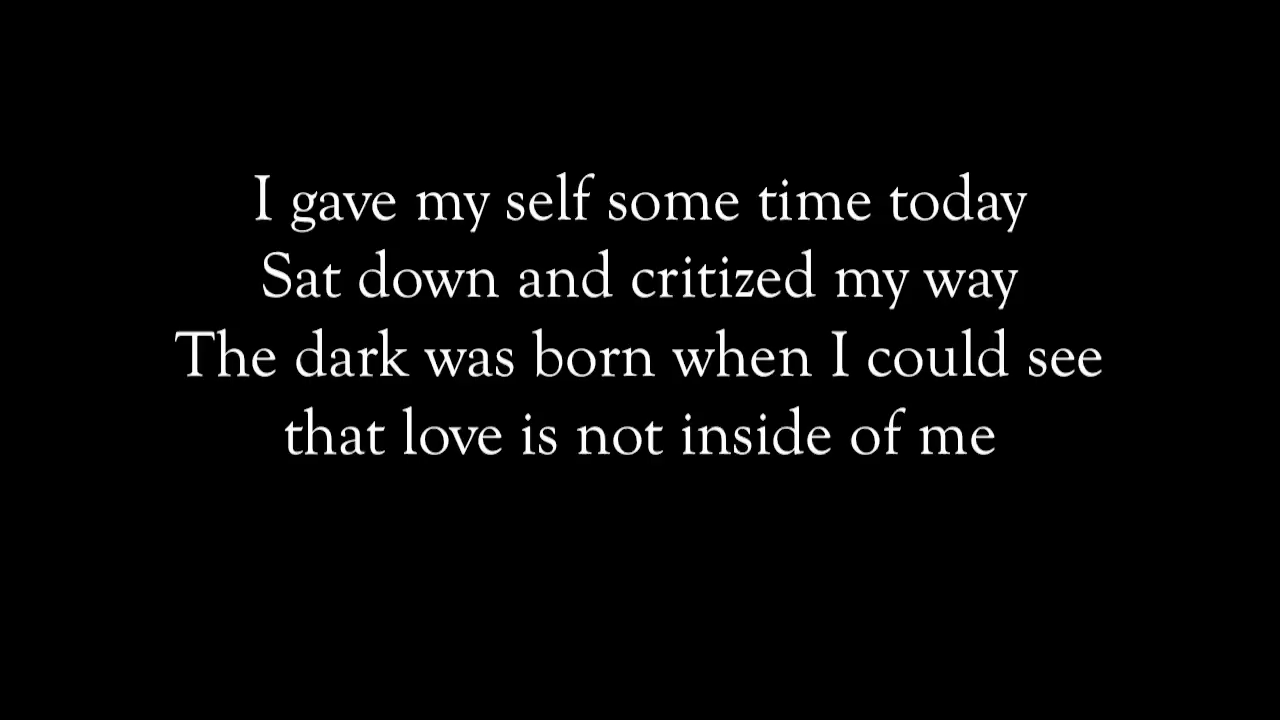 I gave my self some time today
Sat down and critized my way
The dark was born when I could see
that love is not inside of me